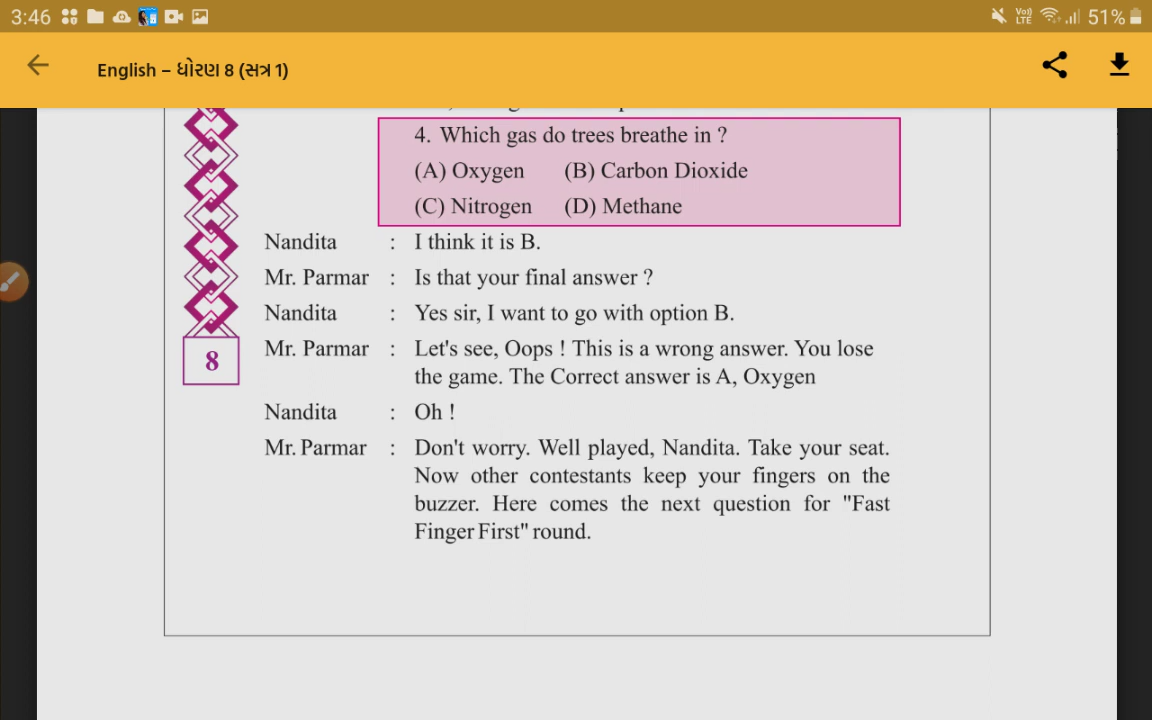 3:46
Vo))
LTE
51%
English – ધોરણ 8 (સત્ર 1)
4. Which gas do trees breathe in ?
(A) Oxygen (B) Carbon Dioxide
(C) Nitrogen (D) Methane
Nandita : I think it is B.
Mr. Parmar : Is that your final answer ?
Nandita : Yes sir, I want to go with option B.
8
Mr. Parmar : Let's see, Oops ! This is a wrong answer. You lose
the game. The Correct answer is A, Oxygen
Nandita : Oh !
Mr. Parmar : Don't worry. Well played, Nandita. Take your seat.
Now other contestants keep your fingers on the
buzzer. Here comes the next question for "Fast
Finger First" round.